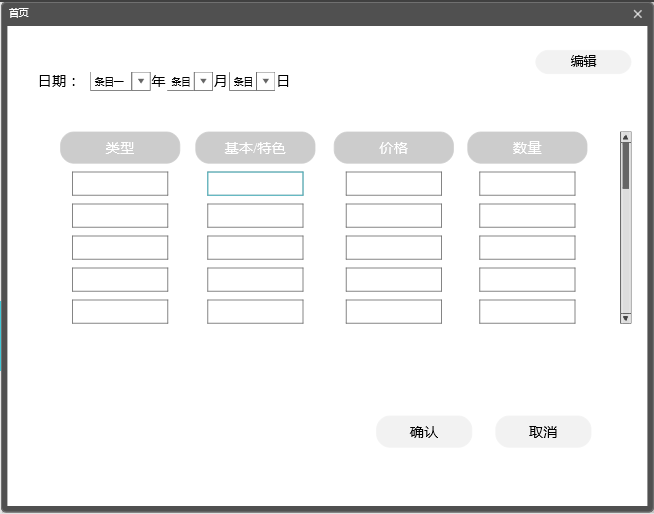 首页
编辑
日期： 条目一 年 条目 月 条目 日
类型 基本/特色 价格 数量
确认 取消